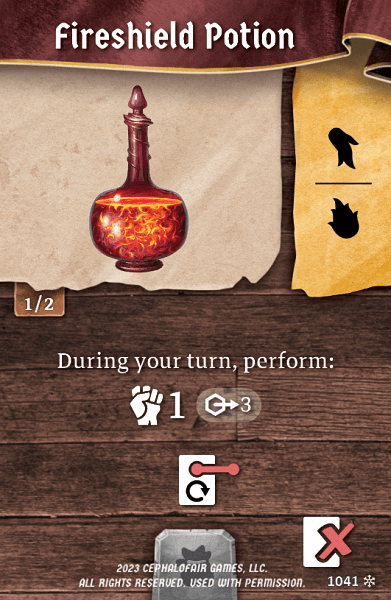 Fireshield Potion
1/2
During your turn, perform:
1 3
2023 CEPHALOFAIR GAMES, LLC.
ALL RIGHTS RESERVED. USED WITH PERMISSION.
1041